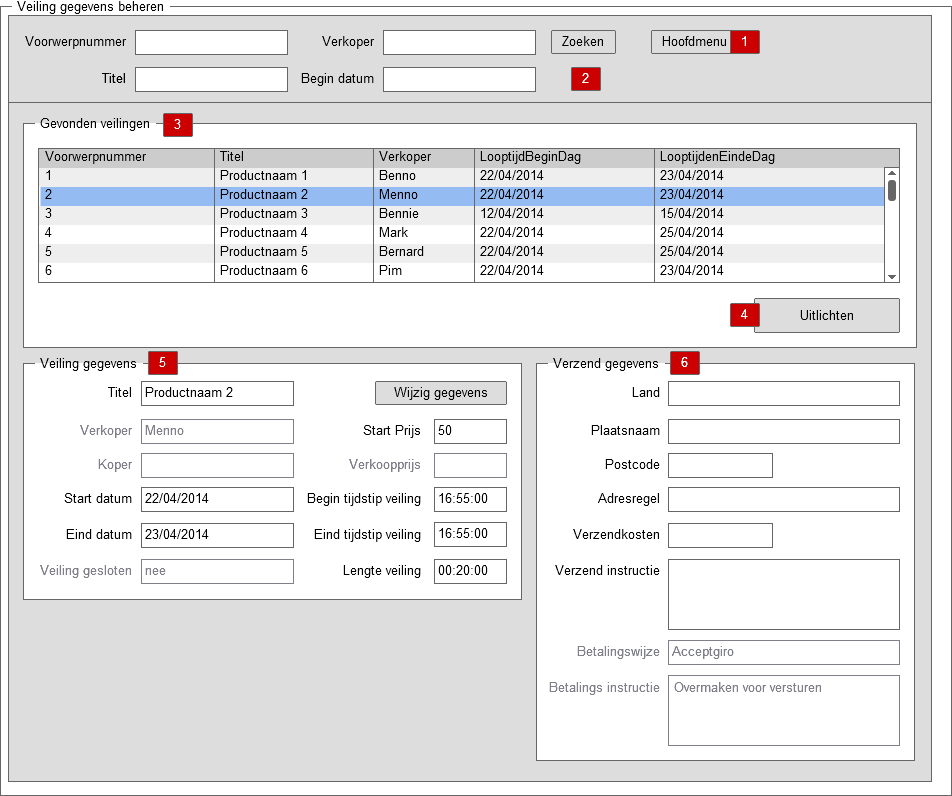 Veiling gegevens beheren
Voorwerpnummer Verkoper Zoeken Hoofdmenu 1
Titel Begin datum 2
Gevonden veilingen 3
Voorwerpnummer Titel Verkoper LooptijdBeginDag LooptijdenEindeDag
1 Productnaam 1 Benno 22/04/2014 23/04/2014
2 Productnaam 2 Menno 22/04/2014 23/04/2014
3 Productnaam 3 Bennie 12/04/2014 15/04/2014
4 Productnaam 4 Mark 22/04/2014 25/04/2014
5 Productnaam 5 Bernard 22/04/2014 25/04/2014
6 Productnaam 6 Pim 22/04/2014 23/04/2014
4 Uitlichten
Veiling gegevens 5
Titel Productnaam 2 Wijzig gegevens
Verkoper Menno Start Prijs 50
Koper Verkoopprijs
Start datum 22/04/2014 Begin tijdstip veiling 16:55:00
Eind datum 23/04/2014 Eind tijdstip veiling 16:55:00
Veiling gesloten nee Lengte veiling 00:20:00
Verzend gegevens 6
Land
Plaatsnaam
Postcode
Adresregel
Verzendkosten
Verzend instructie
Betalingswijze Acceptgiro
Betalings instructie Overmaken voor versturen